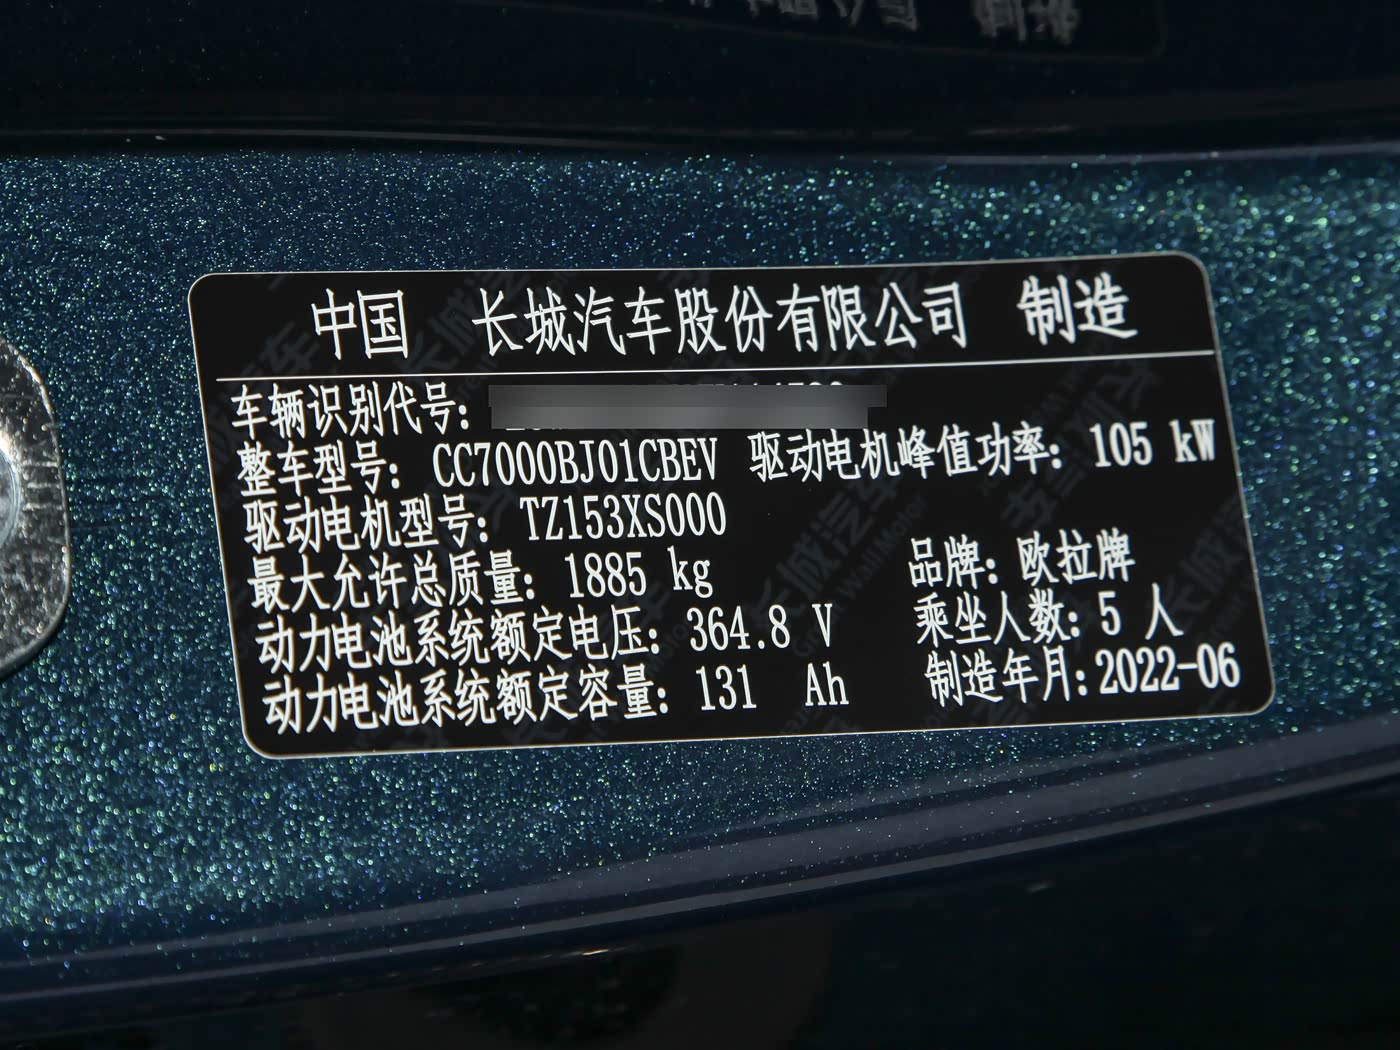 中国 长城汽车股份有限公司 制造
车辆识别代号:
整车型号: CC7000BJ01CBEV 驱动电机峰值功率: 105 kW
驱动电机型号: TZ153XS000
最大允许总质量: 1885 kg 品牌: 欧拉牌
动力电池系统额定电压: 364.8 V 乘坐人数: 5 人
动力电池系统额定容量: 131 Ah 制造年月: 2022-06